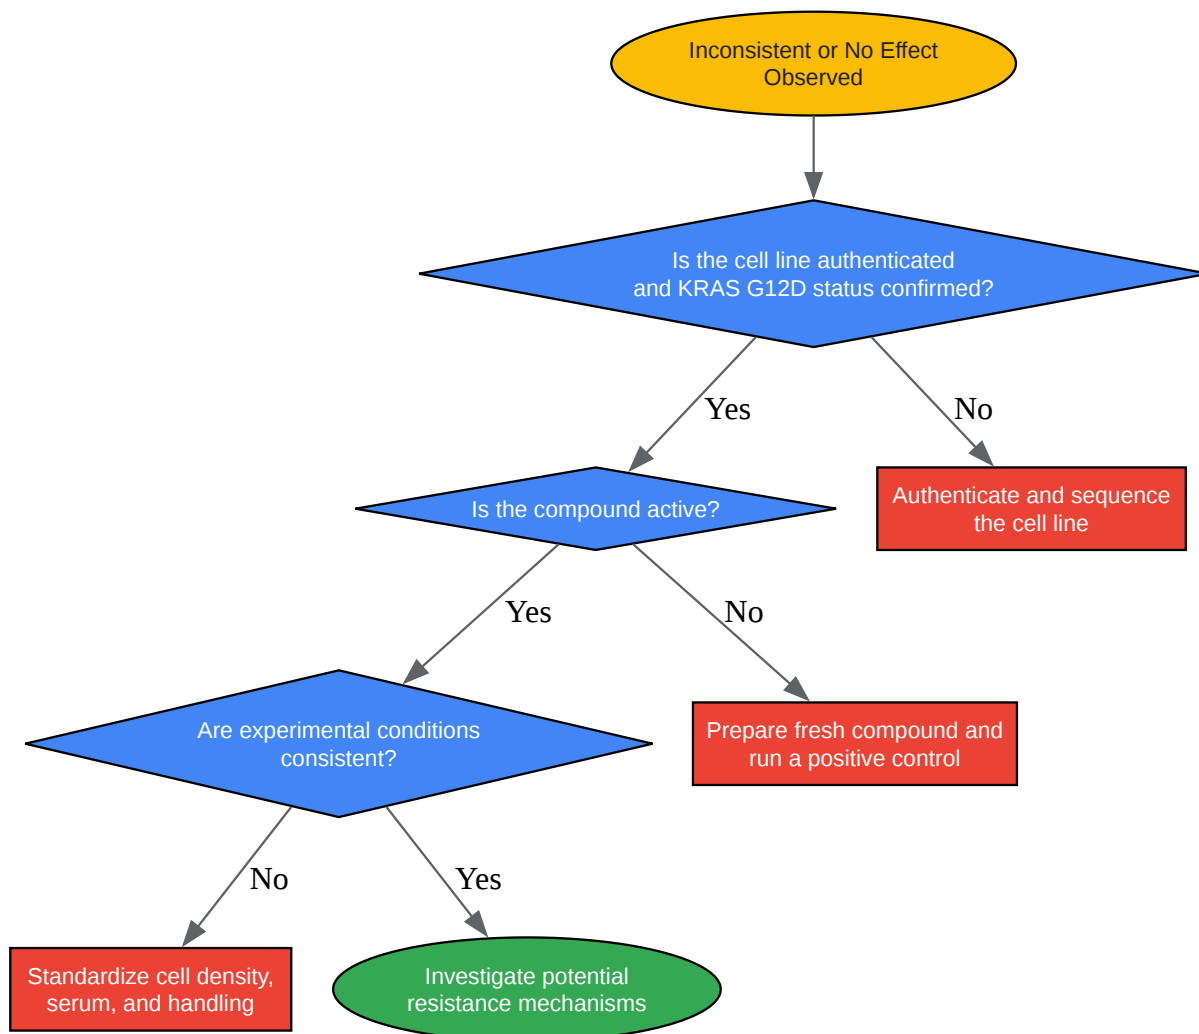 Inconsistent or No Effect
Observed
Is the cell line authenticated
and KRAS G12D status confirmed?
Yes
No
Is the compound active?
Authenticate and sequence
the cell line
Yes
No
Are experimental conditions
consistent?
Prepare fresh compound and
run a positive control
No
Yes
Standardize cell density,
serum, and handling
Investigate potential
resistance mechanisms